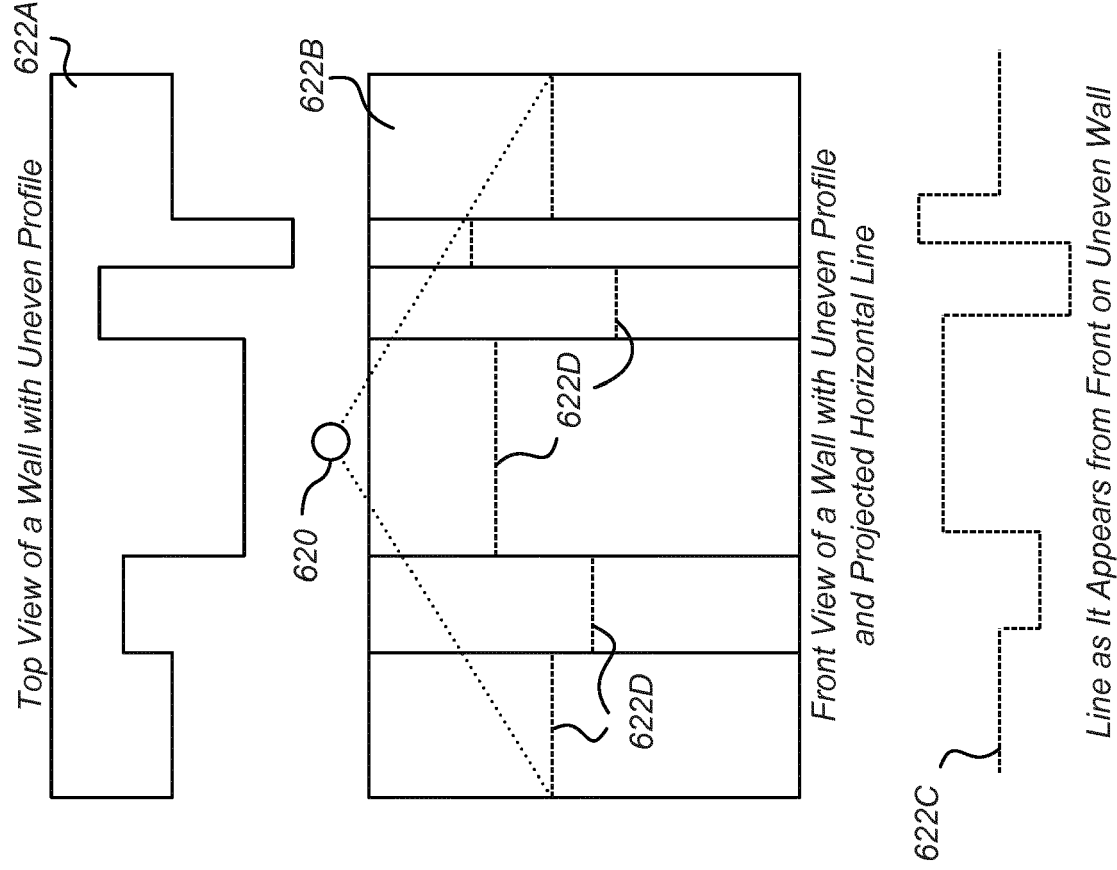 Top View of a Wall with Uneven Profile
622A
620
622B
622D
622D
Front View of a Wall with Uneven Profile
and Projected Horizontal Line
622C
Line as It Appears from Front on Uneven Wall